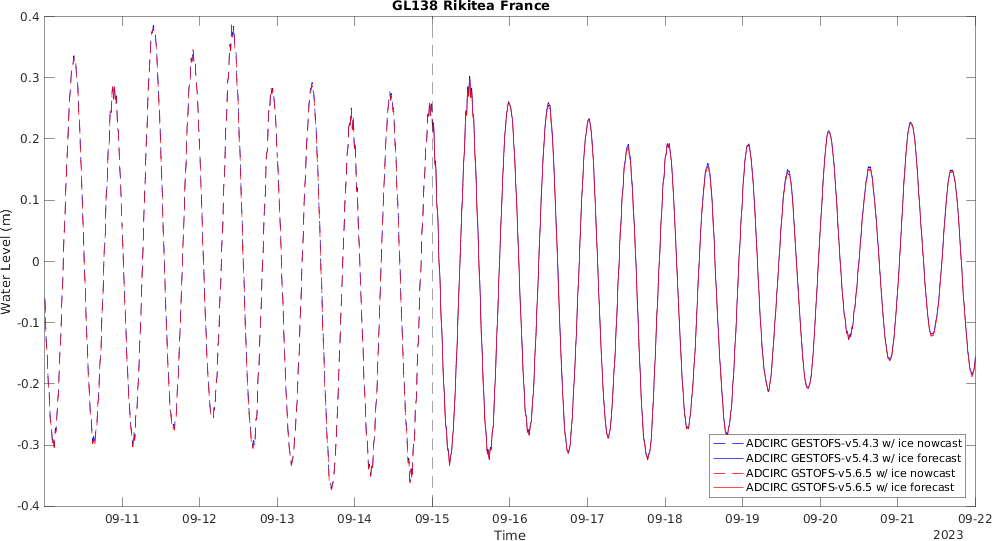 GL138 Rikitea France
0.4
0.3
0.2
0.1
0
-0.1
-0.2
-0.3
-0.4
Water Level (m)
09-11 09-12 09-13 09-14 09-15 09-16 09-17 09-18 09-19 09-20 09-21 09-22
Time
2023
ADCIRC GESTOFS-v5.4.3 w/ ice nowcast
ADCIRC GESTOFS-v5.4.3 w/ ice forecast
ADCIRC GSTOFS-v5.6.5 w/ ice nowcast
ADCIRC GSTOFS-v5.6.5 w/ ice forecast